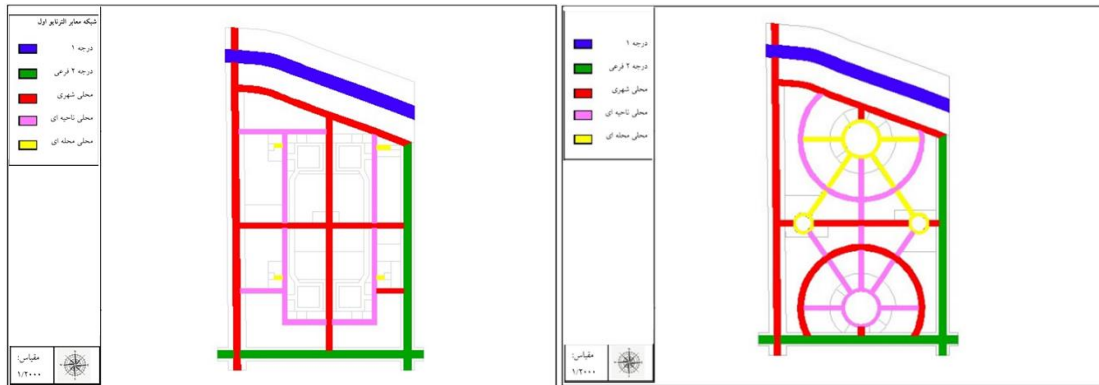 شبکه معابر الترناتیو اول
درجه ۱
درجه ۲ فرعی
محلی شهری
محلی ناحیه ای
محلی محله ای
مقیاس:
۱/۲۰۰۰
درجه ۱
درجه ۲ فرعی
محلی شهری
محلی ناحیه ای
محلی محله ای
مقیاس:
۱/۲۰۰۰